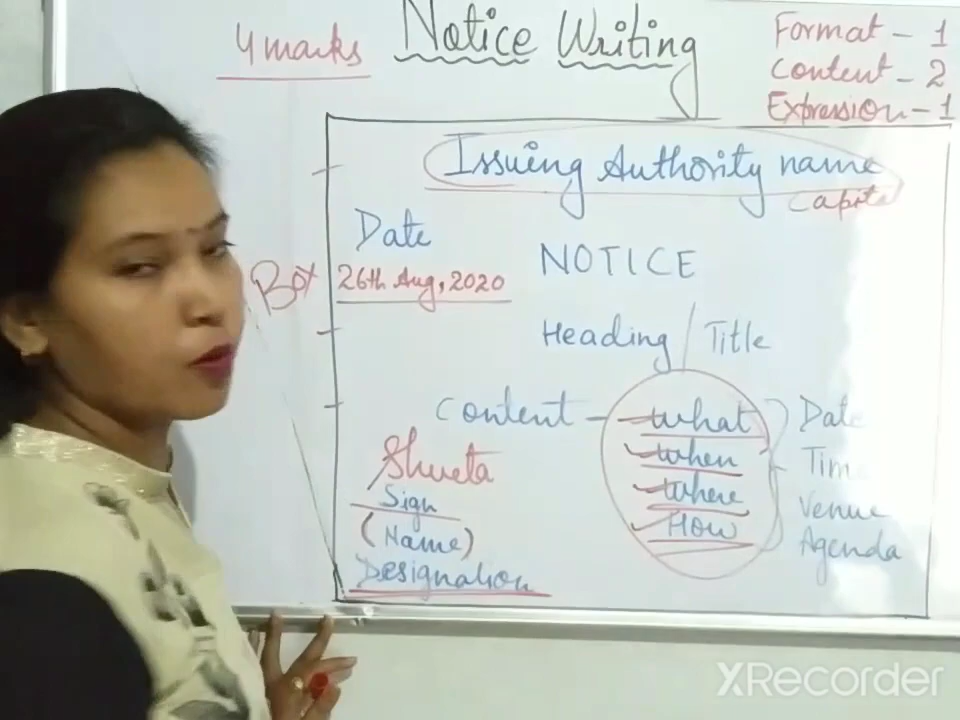 4 marks Notice Writing
Format - 1
Content - 2
Expression - 1
Issuing Authority name
Date
Box 26th Aug, 2020
NOTICE
Heading / Title
Content - what
when
where
How
Date
Time
Venue
Agenda
Shweta
Sign
(Name)
Designation
XRecorder